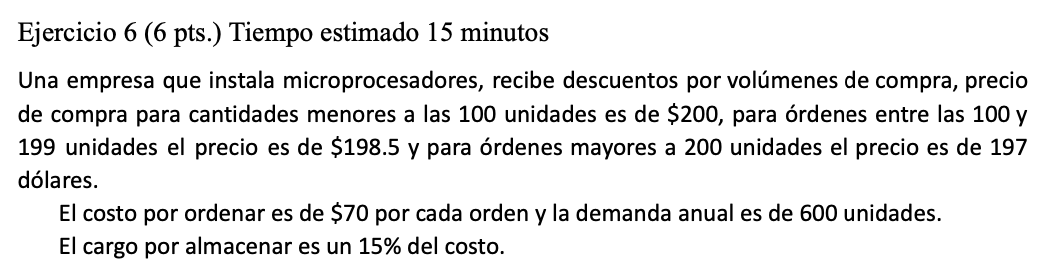 Ejercicio 6 (6 pts.) Tiempo estimado 15 minutos
Una empresa que instala microprocesadores, recibe descuentos por volúmenes de compra, precio
de compra para cantidades menores a las 100 unidades es de $200, para órdenes entre las 100 y
199 unidades el precio es de $198.5 y para órdenes mayores a 200 unidades el precio es de 197
dólares.
El costo por ordenar es de $70 por cada orden y la demanda anual es de 600 unidades.
El cargo por almacenar es un 15% del costo.